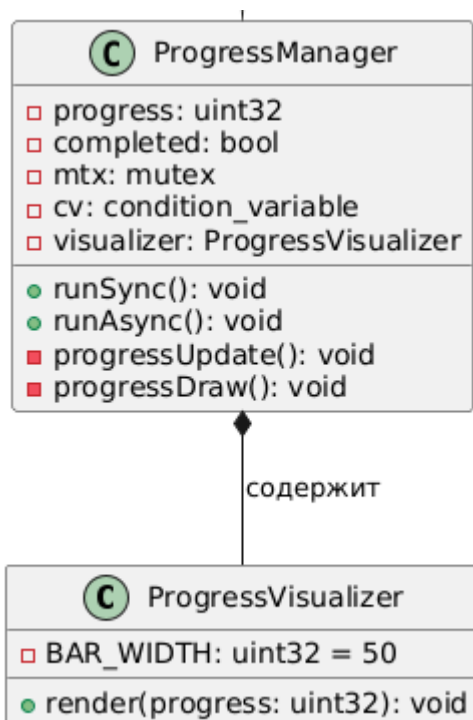 C ProgressManager
progress: uint32
completed: bool
mtx: mutex
cv: condition_variable
visualizer: ProgressVisualizer
runSync(): void
runAsync(): void
progressUpdate(): void
progressDraw(): void
содержит
C ProgressVisualizer
BAR_WIDTH: uint32 = 50
render(progress: uint32): void